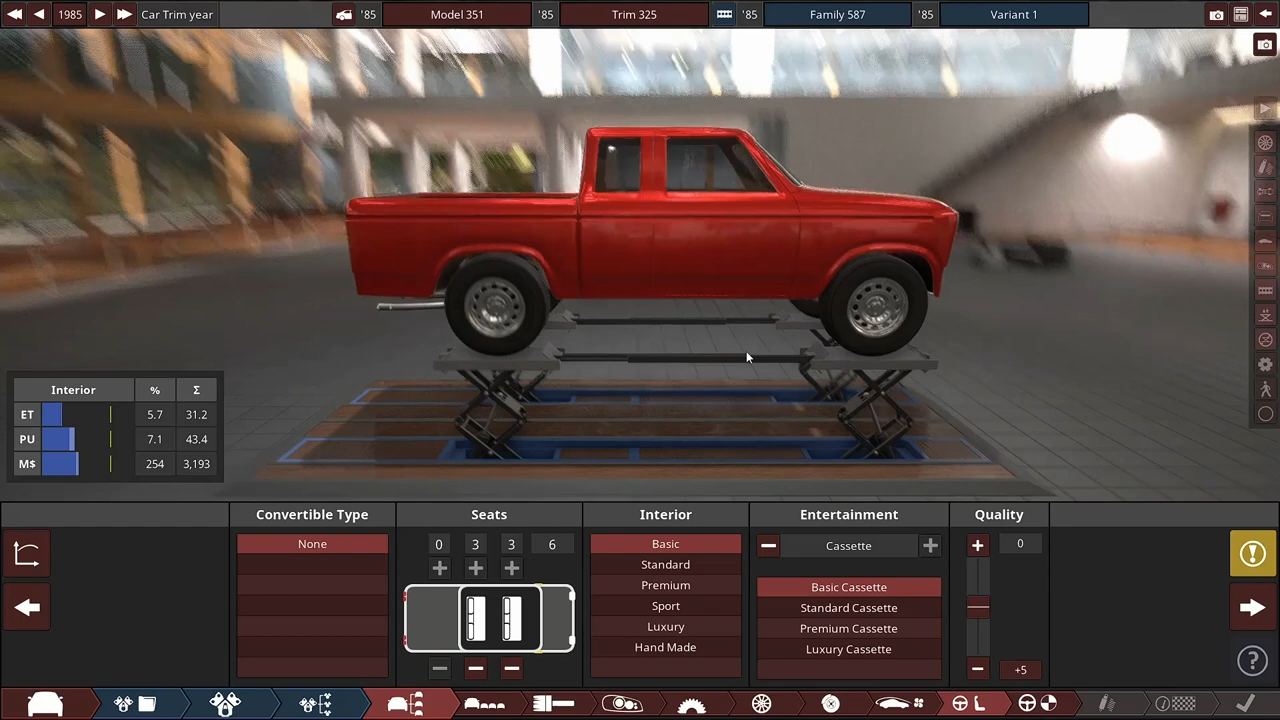 1985 Car Trim year '85 Model 351 '85 Trim 325 '85 Family 587 '85 Variant 1
Interior % Σ
ET 5.7 31.2
PU 7.1 43.4
M$ 254 3,193
Convertible Type Seats Interior Entertainment Quality
None 0 3 3 6 Basic Cassette 0
Standard
Premium Basic Cassette
Sport Standard Cassette
Luxury Premium Cassette
Hand Made Luxury Cassette
+5